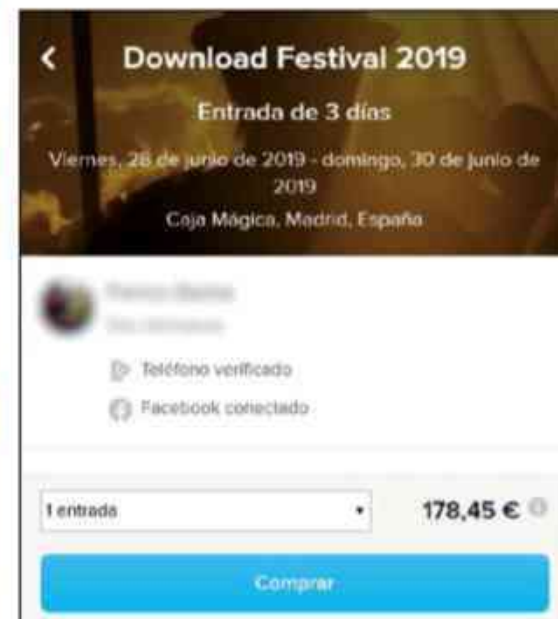 Download Festival 2019
Entrada de 3 días
Viernes, 28 de junio de 2019 - domingo, 30 de junio de
2019
Caja Mágica, Madrid, España
Teléfono verificado
Facebook conectado
1 entrada
178,45 €
Comprar